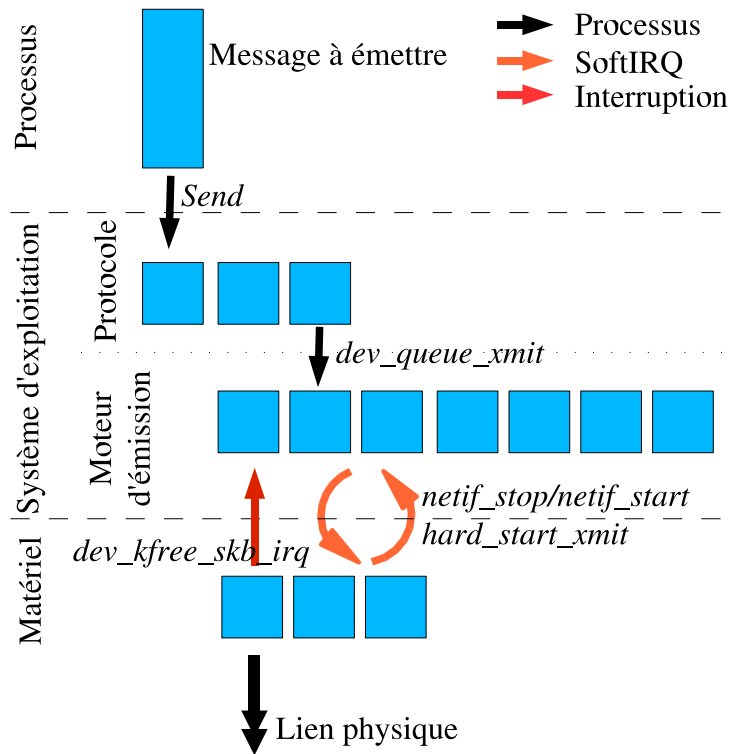 Processus
Message à émettre
Processus
SoftIRQ
Interruption
Send
Système d'exploitation
Protocole
dev_queue_xmit
Moteur
d'émission
netif_stop/netif_start
hard_start_xmit
Matériel
dev_kfree_skb_irq
Lien physique